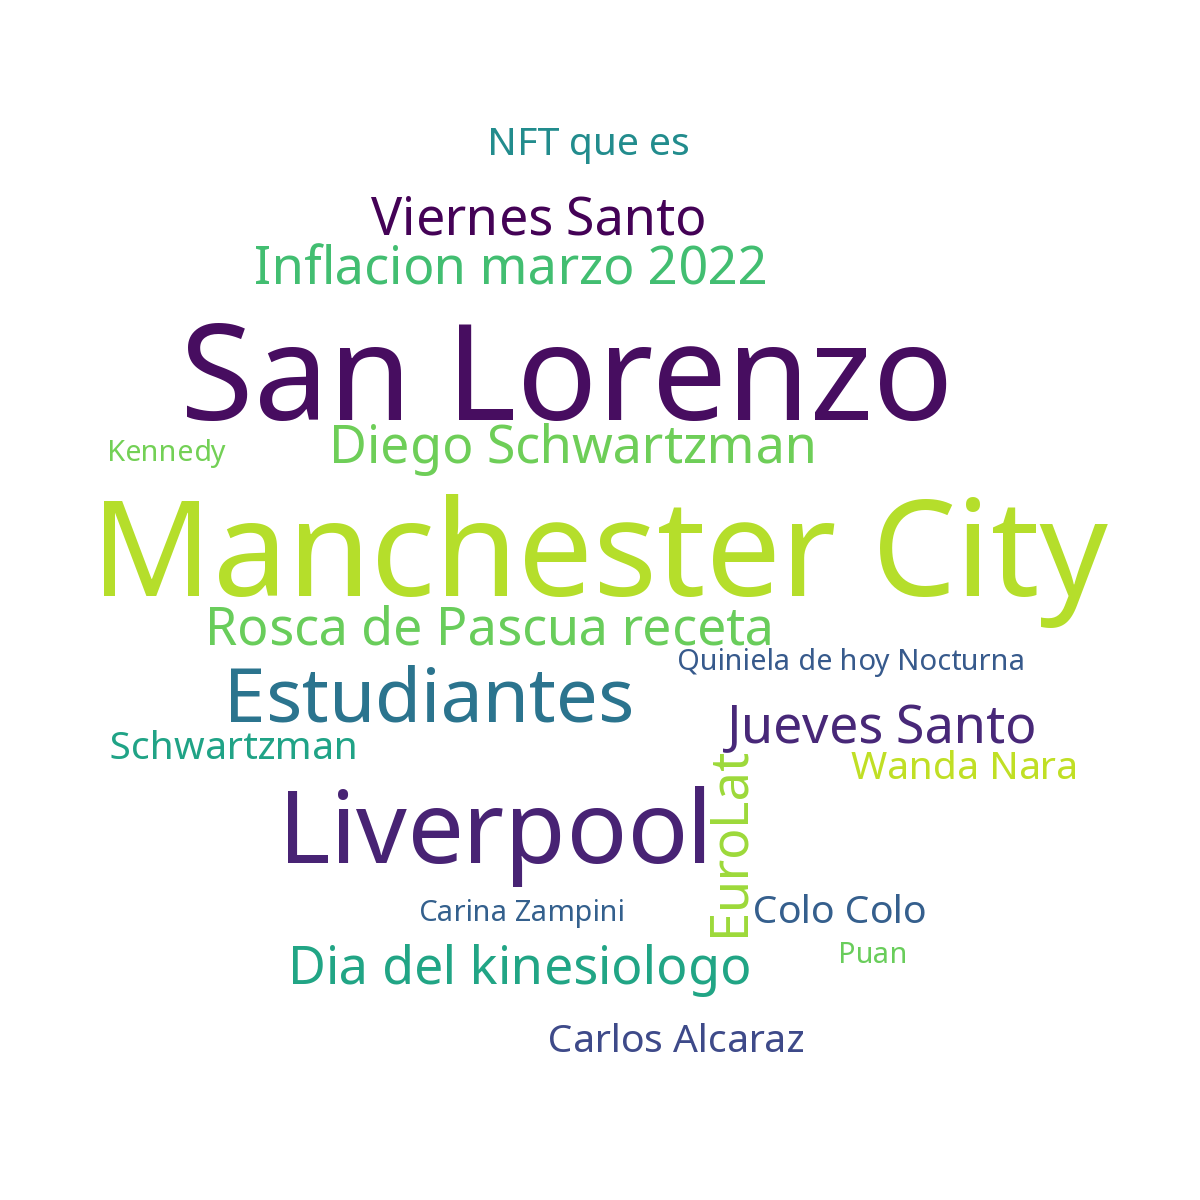 NFT que es
Viernes Santo
Inflacion marzo 2022
San Lorenzo
Kennedy
Diego Schwartzman
Manchester City
Rosca de Pascua receta
Quiniela de hoy Nocturna
Estudiantes
Jueves Santo
Schwartzman
Wanda Nara
Liverpool
EuroLat
Carina Zampini
Colo Colo
Puan
Dia del kinesiologo
Carlos Alcaraz